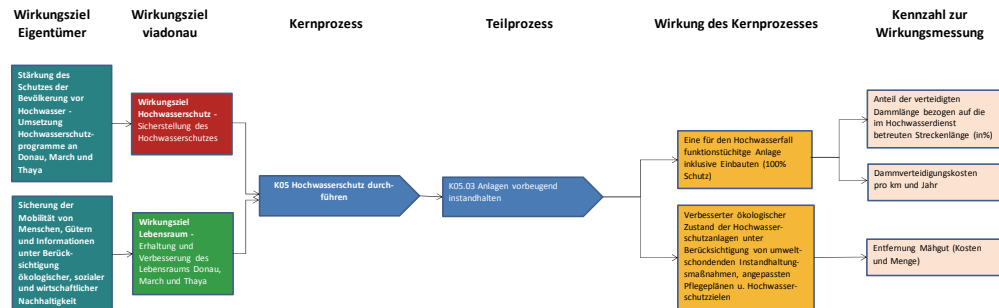 Wirkungsziel
Eigentümer
Wirkungsziel
viadonau
Kernprozess
Teilprozess
Wirkung des Kernprozesses
Kennzahl zur
Wirkungsmessung
Stärkung des
Schutzes der
Bevölkerung vor
Hochwasser -
Umsetzung
Hochwasserschutz-
programme an
Donau, March und
Thaya
Sicherung der
Mobilität von
Menschen, Gütern
und Informationen
unter Berück-
sichtigung
ökologischer, sozialer
und wirtschaftlicher
Nachhaltigkeit
Wirkungsziel
Hochwasserschutz -
Sicherstellung des
Hochwasserschutzes
Wirkungsziel
Lebensraum -
Erhaltung und
Verbesserung des
Lebensraums Donau,
March und Thaya
K05 Hochwasserschutz durch-
führen
K05.03 Anlagen vorbeugend
instandhalten
Eine für den Hochwasserfall
funktionstüchitge Anlage
inklusive Einbauten (100%
Schutz)
Verbesserter ökologischer
Zustand der Hochwasser-
schutzanlagen unter
Berücksichtigung von umwelt-
schonenden Instandhaltung-
smaßnahmen, angepassten
Pflegeplänen u. Hochwasser-
schutzzielen
Anteil der verteidigten
Dammlänge bezogen auf die
im Hochwasserdienst
betreuten Streckenlänge (in%)
Dammverteidigungskosten
pro km und Jahr
Entfernung Mähgut (Kosten
und Menge)